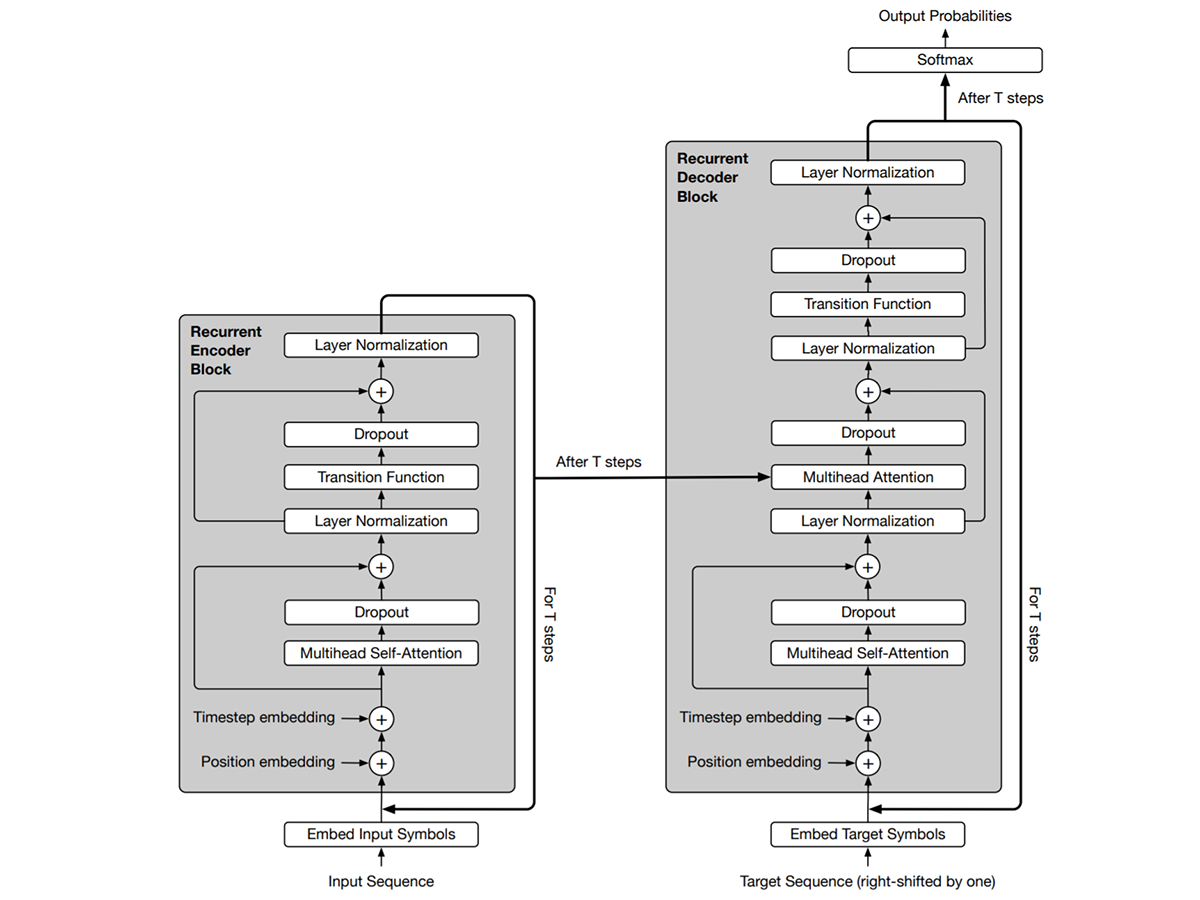 Output Probabilities
Softmax
After T steps
Recurrent
Decoder
Block
Layer Normalization
+
Dropout
Transition Function
Layer Normalization
+
Dropout
Multihead Attention
Layer Normalization
+
Dropout
Multihead Self-Attention
Timestep embedding
+
Position embedding
+
For T steps
Embed Target Symbols
Target Sequence (right-shifted by one)
Recurrent
Encoder
Block
Layer Normalization
+
Dropout
Transition Function
Layer Normalization
+
Dropout
Multihead Self-Attention
Timestep embedding
+
Position embedding
+
For T steps
After T steps
Embed Input Symbols
Input Sequence